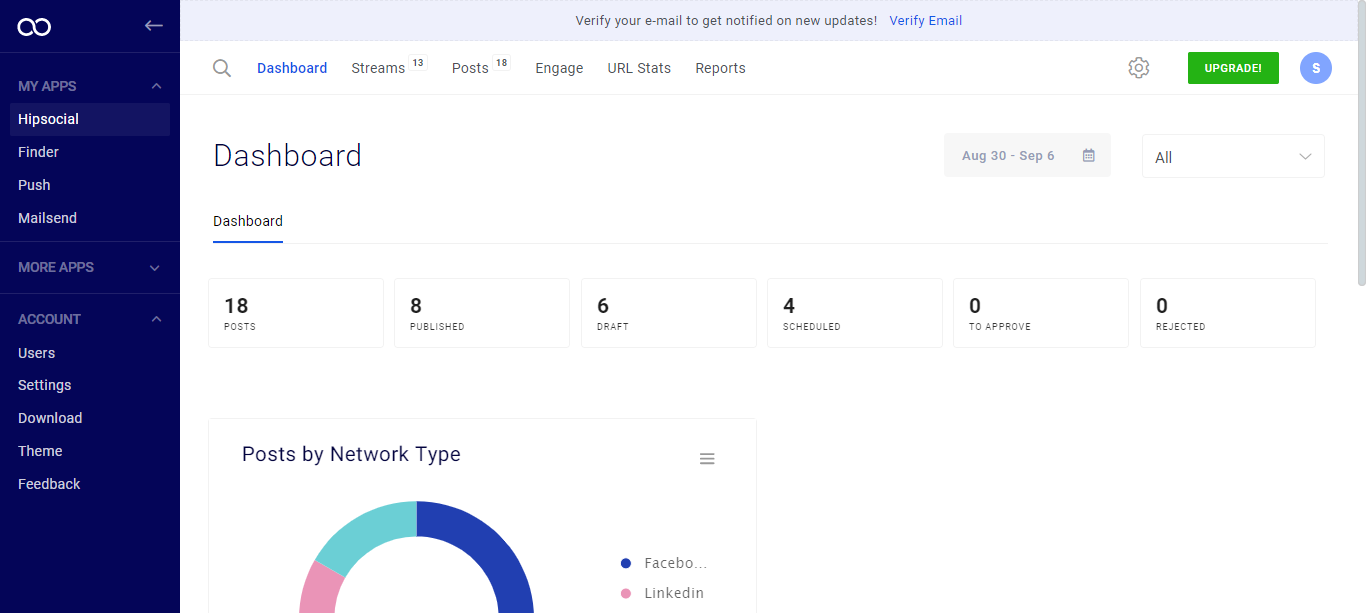 Verify your e-mail to get notified on new updates! Verify Email
Dashboard Streams 13 Posts 18 Engage URL Stats Reports UPGRADE! S
MY APPS
Hipsocial
Finder
Push
Mailsend
MORE APPS
ACCOUNT
Users
Settings
Download
Theme
Feedback
Dashboard
Aug 30 - Sep 6
All
Dashboard
18
POSTS
8
PUBLISHED
6
DRAFT
4
SCHEDULED
0
TO APPROVE
0
REJECTED
Posts by Network Type
Facebo...
Linkedin